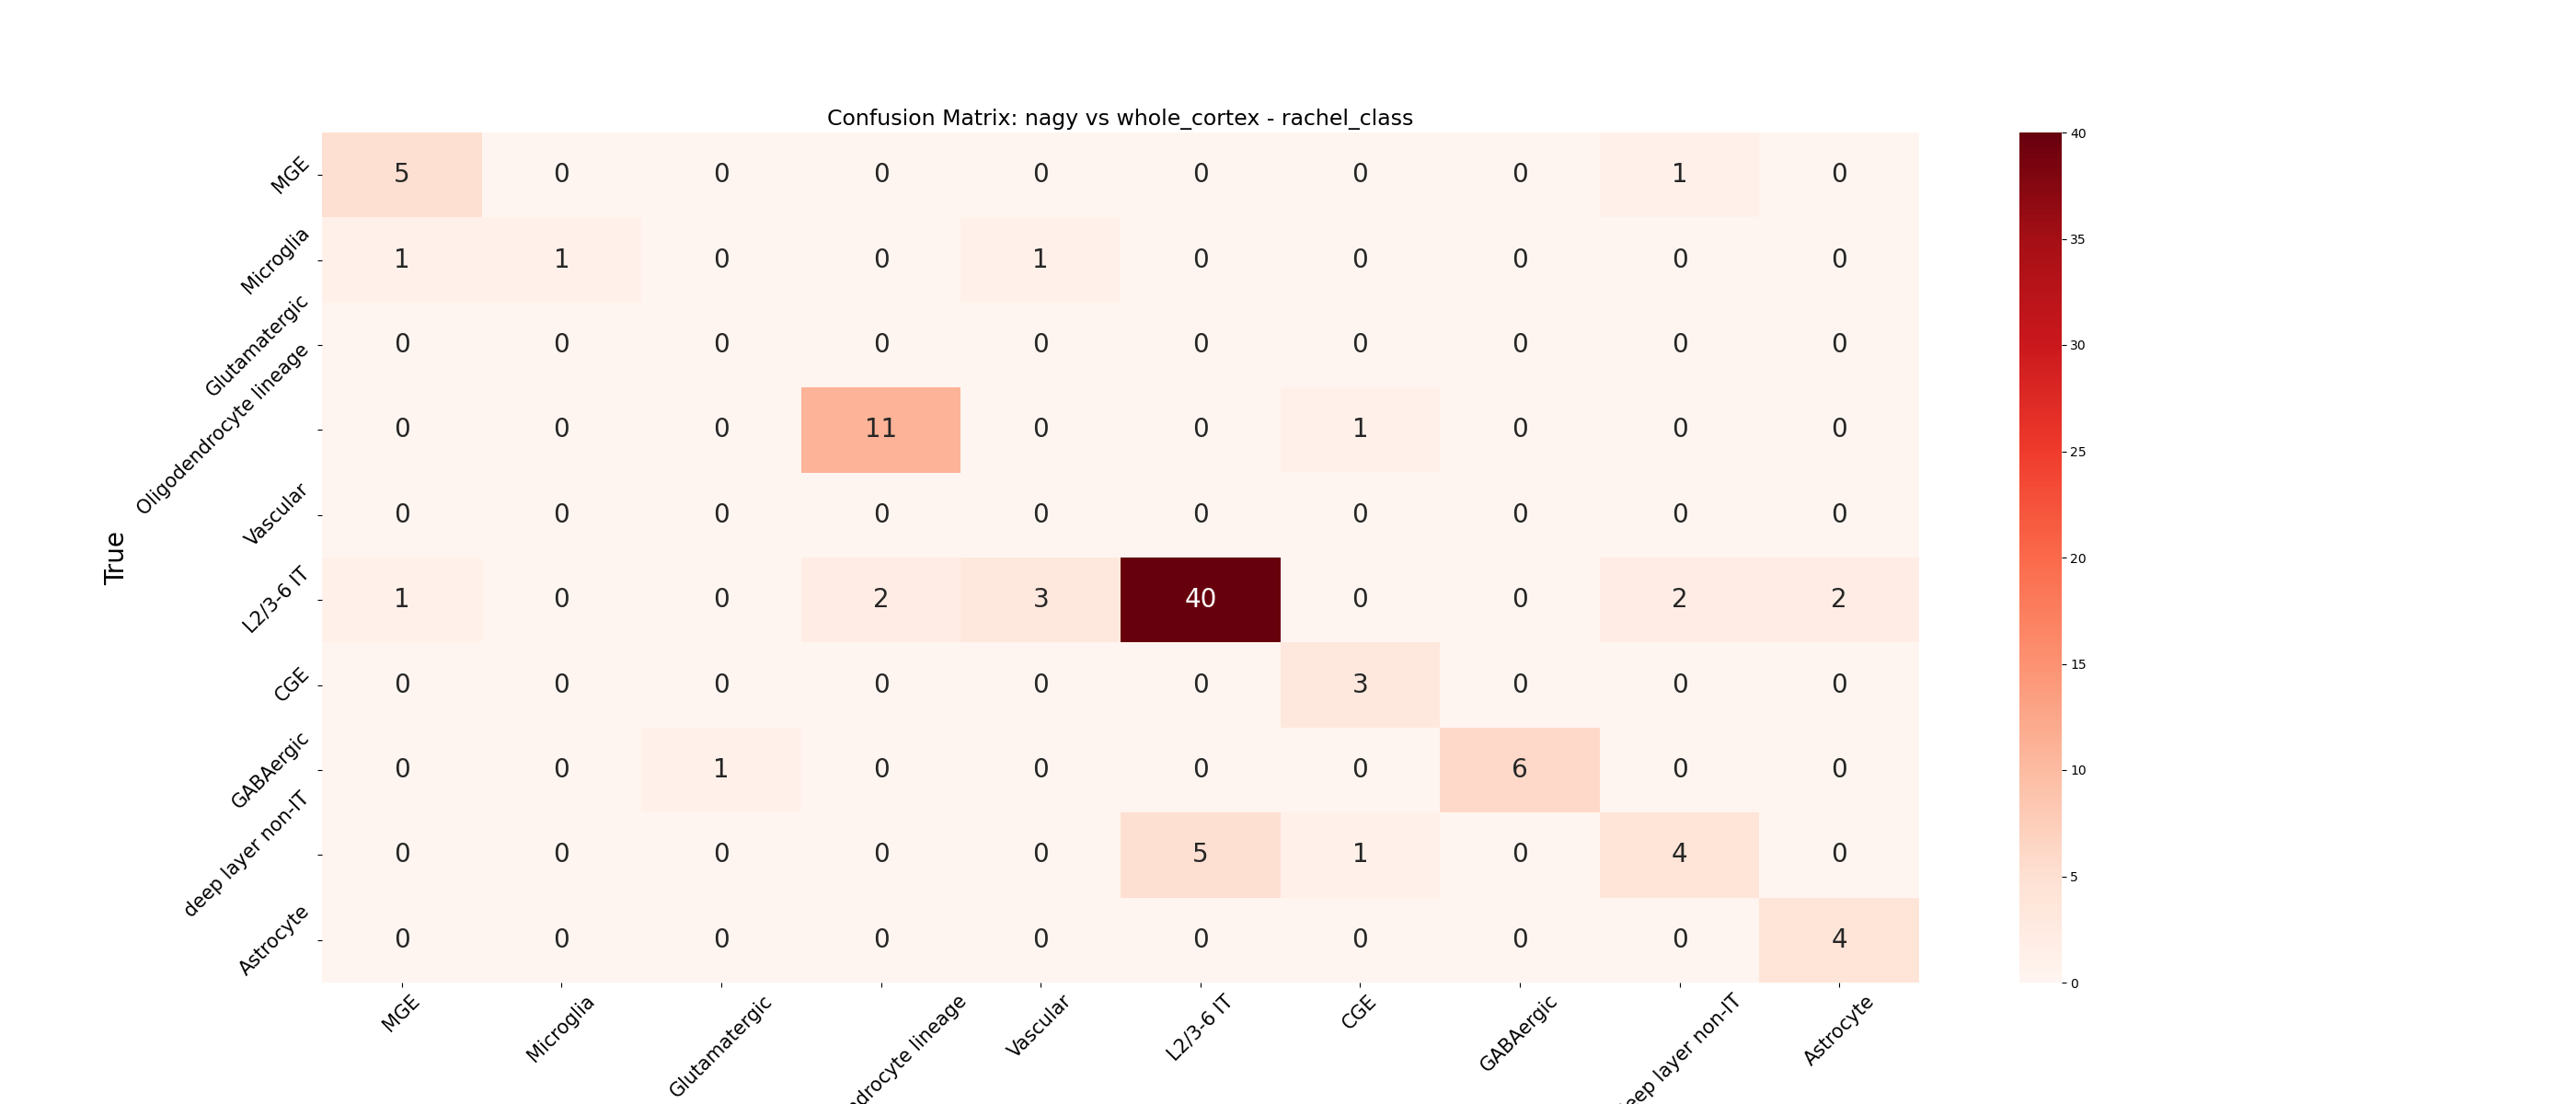 Confusion Matrix: nagy vs whole_cortex - rachel_class
True
MGE 5 0 0 0 0 0 0 0 1 0
Microglia 1 1 0 0 1 0 0 0 0 0
Glutamatergic 0 0 0 0 0 0 0 0 0 0
Oligodendrocyte lineage 0 0 0 11 0 0 1 0 0 0
Vascular 0 0 0 0 0 0 0 0 0 0
L2/3-6 IT 1 0 0 2 3 40 0 0 2 2
CGE 0 0 0 0 0 0 3 0 0 0
GABAergic 0 0 1 0 0 0 0 6 0 0
deep layer non-IT 0 0 0 0 0 5 1 0 4 0
Astrocyte 0 0 0 0 0 0 0 0 0 4
MGE
Microglia
Glutamatergic
lineage
Vascular
L2/3-6 IT
CGE
GABAergic
layer non-IT
Astrocyte
40
35
30
25
20
15
10
5
0